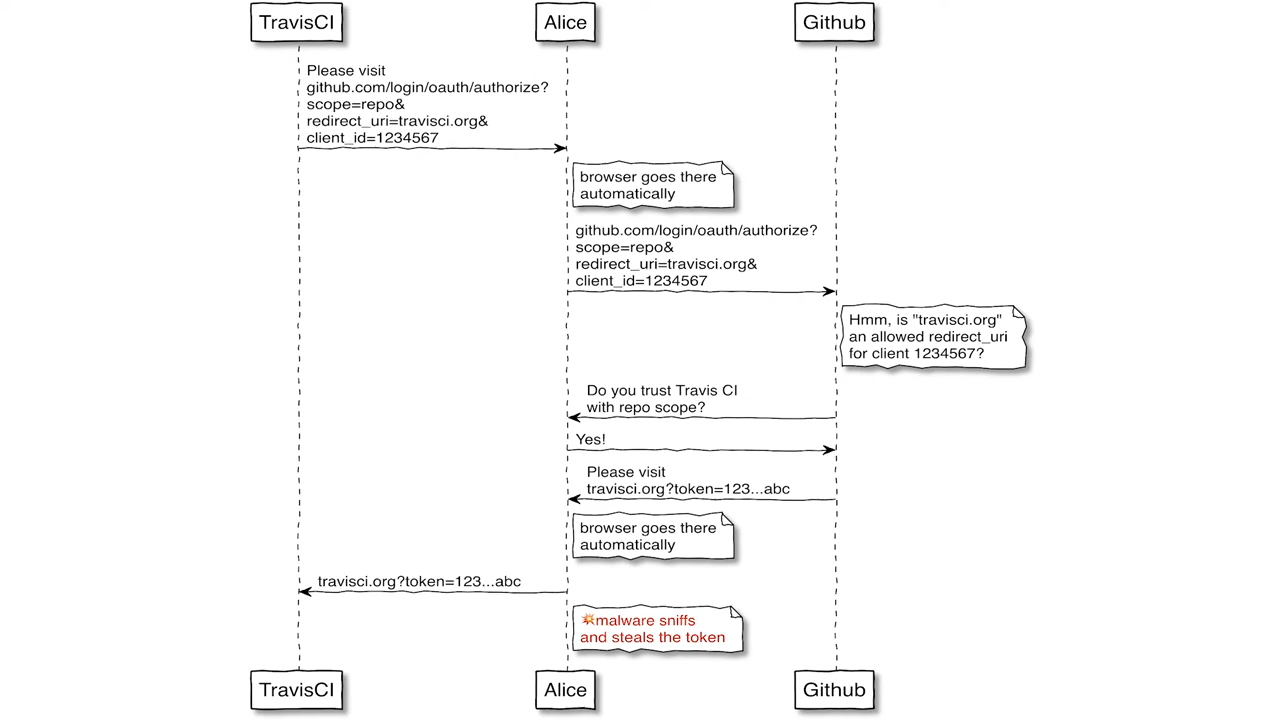 TravisCI
Alice
Github
Please visit
github.com/login/oauth/authorize?
scope=repo&
redirect_uri=travisci.org&
client_id=1234567
browser goes there
automatically
github.com/login/oauth/authorize?
scope=repo&
redirect_uri=travisci.org&
client_id=1234567
Hmm, is "travisci.org"
an allowed redirect_uri
for client 1234567?
Do you trust Travis CI
with repo scope?
Yes!
Please visit
travisci.org?token=123...abc
browser goes there
automatically
travisci.org?token=123...abc
💥malware sniffs
and steals the token
TravisCI
Alice
Github